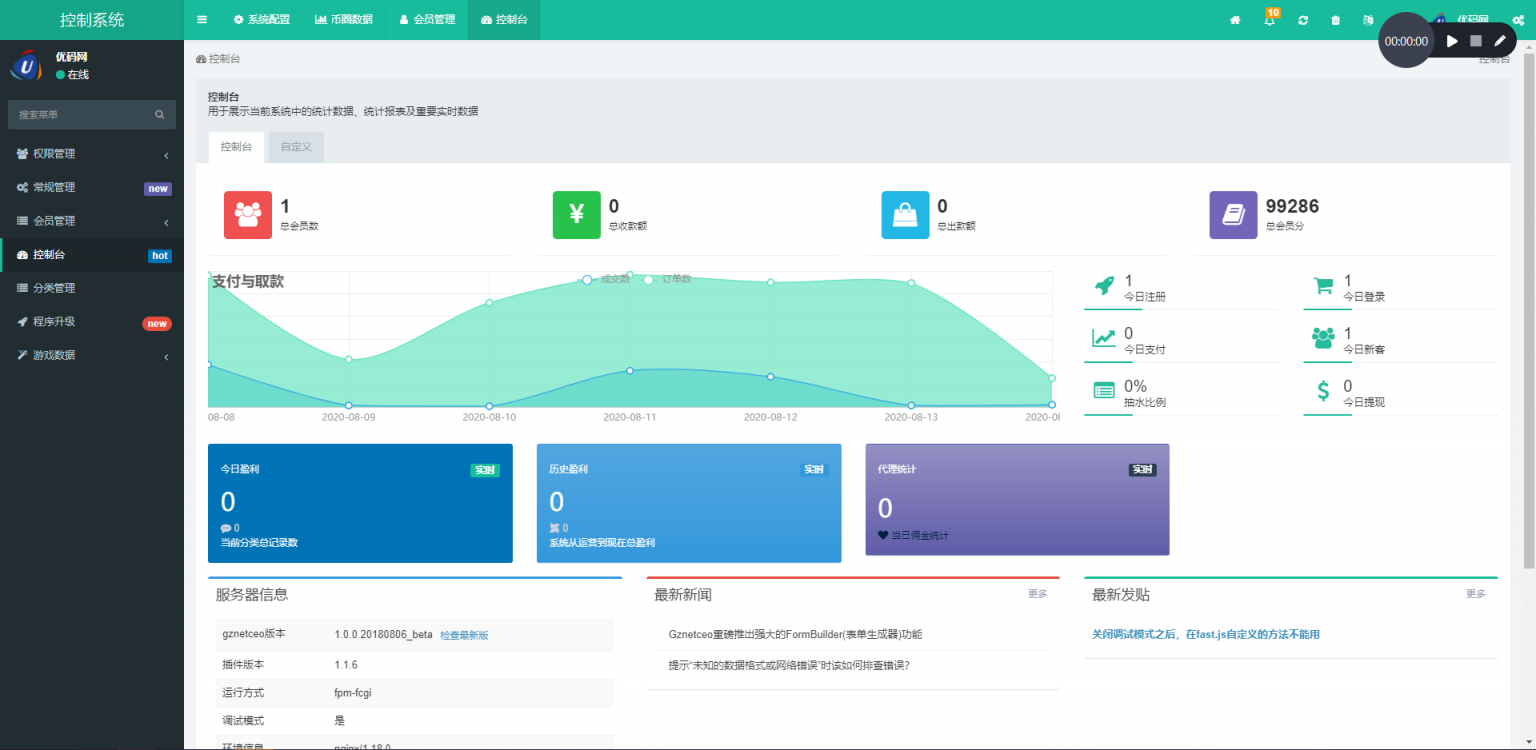 控制系统
系统配置
币圈数据
会员管理
控制台
10
优码网
00:00:00
优码网
在线
搜索菜单
权限管理
常规管理 new
会员管理
控制台 hot
分类管理
程序升级 new
游戏数据
控制台
控制台
控制台
用于展示当前系统中的统计数据、统计报表及重要实时数据
控制台
自定义
1
总会员数
¥
0
总收款额
0
总出款额
99286
总会员分
支付与取款
成交数
订单数
08-08
2020-08-09
2020-08-10
2020-08-11
2020-08-12
2020-08-13
2020-08
1
今日注册
1
今日登录
0
今日支付
1
今日新客
0%
抽水比例
$
0
今日提现
今日盈利
实时
0
0
当前分类总记录数
历史盈利
实时
0
0
系统从运营到现在总盈利
代理统计
实时
0
当日佣金统计
服务器信息
gznetceo版本 1.0.0.20180806_beta 检查最新版
插件版本 1.1.6
运行方式 fpm-fcgi
调试模式 是
环境信息 nginx/1.18.0
最新新闻
更多
Gznetceo重磅推出强大的FormBuilder(表单生成器)功能
提示“未知的数据格式或网络错误”时该如何排查错误?
最新发贴
更多
关闭调试模式之后，在fast.js自定义的方法不能用